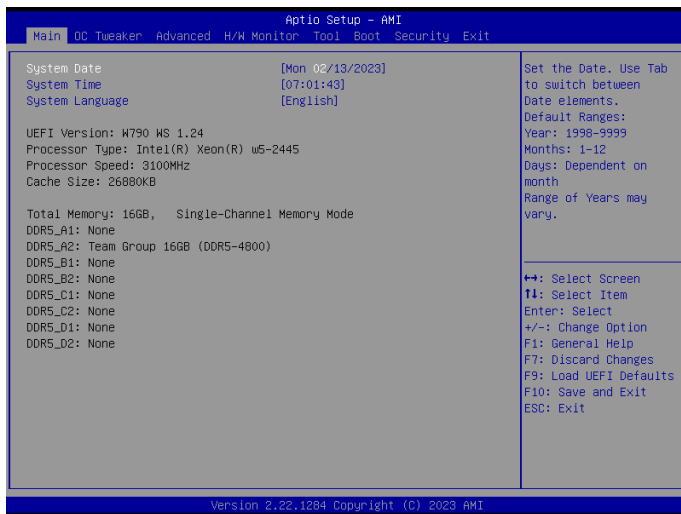 Aptio Setup - AMI
Main OC Tweaker Advanced H/W Monitor Tool Boot Security Exit
System Date [Mon 02/13/2023]
System Time [07:01:43]
System Language [English]
UEFI Version: W790 WS 1.24
Processor Type: Intel(R) Xeon(R) w5-2445
Processor Speed: 3100MHz
Cache Size: 26880KB
Total Memory: 16GB, Single-Channel Memory Mode
DDR5_A1: None
DDR5_A2: Team Group 16GB (DDR5-4800)
DDR5_B1: None
DDR5_B2: None
DDR5_C1: None
DDR5_C2: None
DDR5_D1: None
DDR5_D2: None
Set the Date. Use Tab
to switch between
Date elements.
Default Ranges:
Year: 1998-9999
Months: 1-12
Days: Dependent on
month
Range of Years may
vary.
↔: Select Screen
↑↓: Select Item
Enter: Select
+/-: Change Option
F1: General Help
F7: Discard Changes
F9: Load UEFI Defaults
F10: Save and Exit
ESC: Exit
Version 2.22.1284 Copyright (C) 2023 AMI